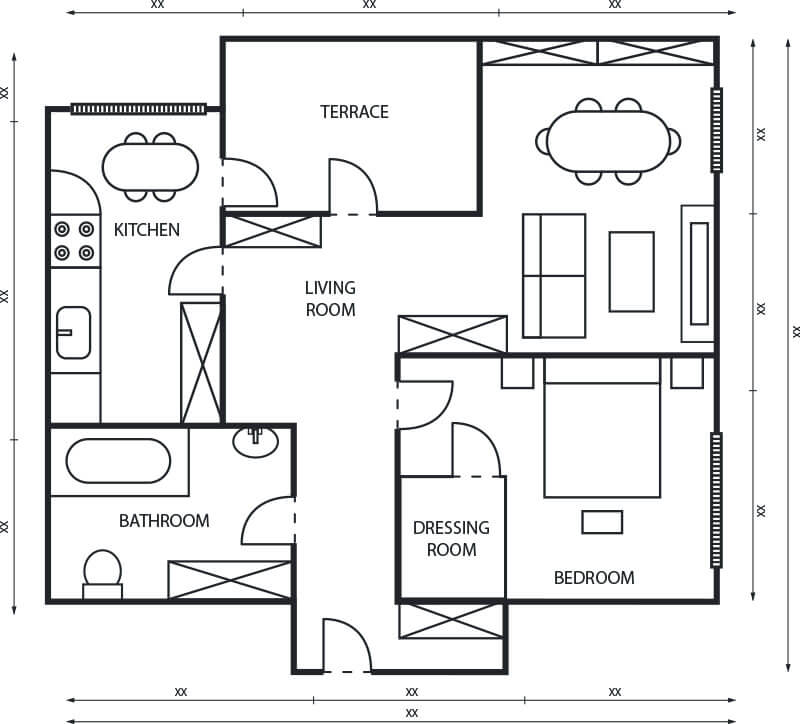 xx
xx
xx
xx
TERRACE
xx
KITCHEN
LIVING
ROOM
xx
xx
xx
BATHROOM
DRESSING
ROOM
xx
xx
BEDROOM
xx
xx
xx
xx